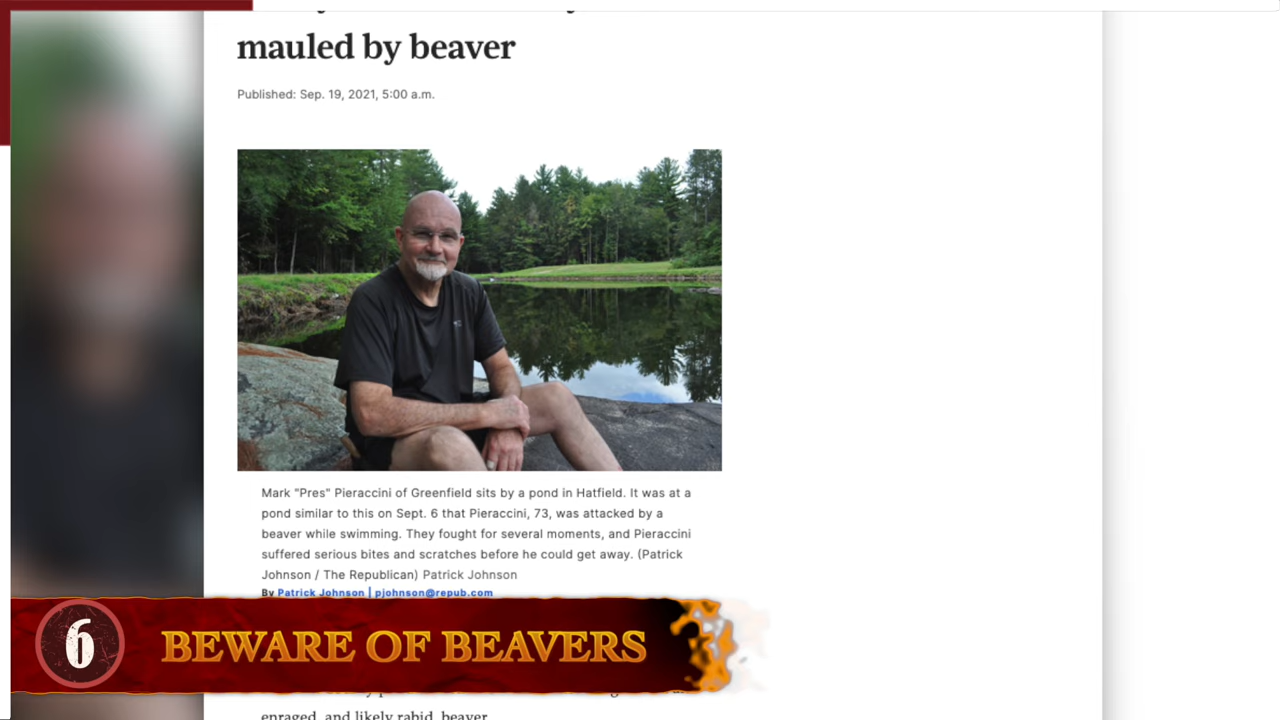 mauled by beaver
Published: Sep. 19, 2021, 5:00 a.m.
Mark "Pres" Pieraccini of Greenfield sits by a pond in Hatfield. It was at a
pond similar to this on Sept. 6 that Pieraccini, 73, was attacked by a
beaver while swimming. They fought for several moments, and Pieraccini
suffered serious bites and scratches before he could get away. (Patrick
Johnson / The Republican) Patrick Johnson
By Patrick Johnson | pjohnson@repub.com
6 BEWARE OF BEAVERS
enraged, and likely rabid, beaver